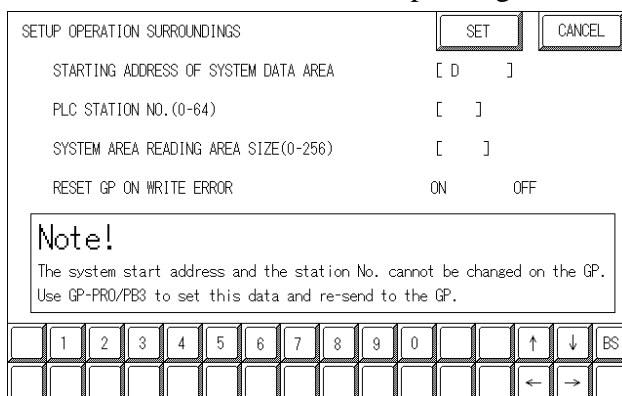 SETUP OPERATION SURROUNDINGS SET CANCEL
STARTING ADDRESS OF SYSTEM DATA AREA [ D ]
PLC STATION NO.(0-64) [ ]
SYSTEM AREA READING AREA SIZE(0-256) [ ]
RESET GP ON WRITE ERROR ON OFF
Note!
The system start address and the station No. cannot be changed on the GP.
Use GP-PRO/PB3 to set this data and re-send to the GP.
1 2 3 4 5 6 7 8 9 0 ↑ ↓ BS
← →